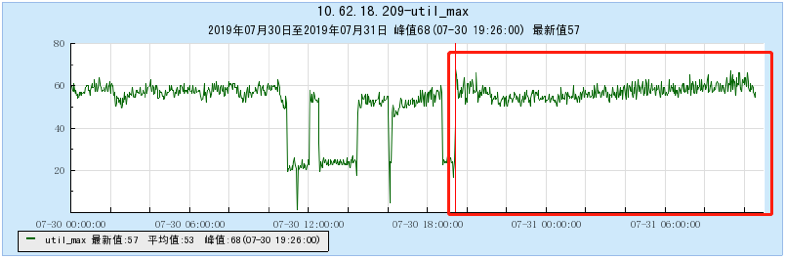 10.62.18.209-util_max
2019年07月30日至2019年07月31日 峰值68(07-30 19:26:00) 最新值57
80
60
40
20
07-30 00:00:00 07-30 06:00:00 07-30 12:00:00 07-30 18:00:00 07-31 00:00:00 07-31 06:00:00
util_max 最新值:57 平均值:53 峰值:68(07-30 19:26:00)